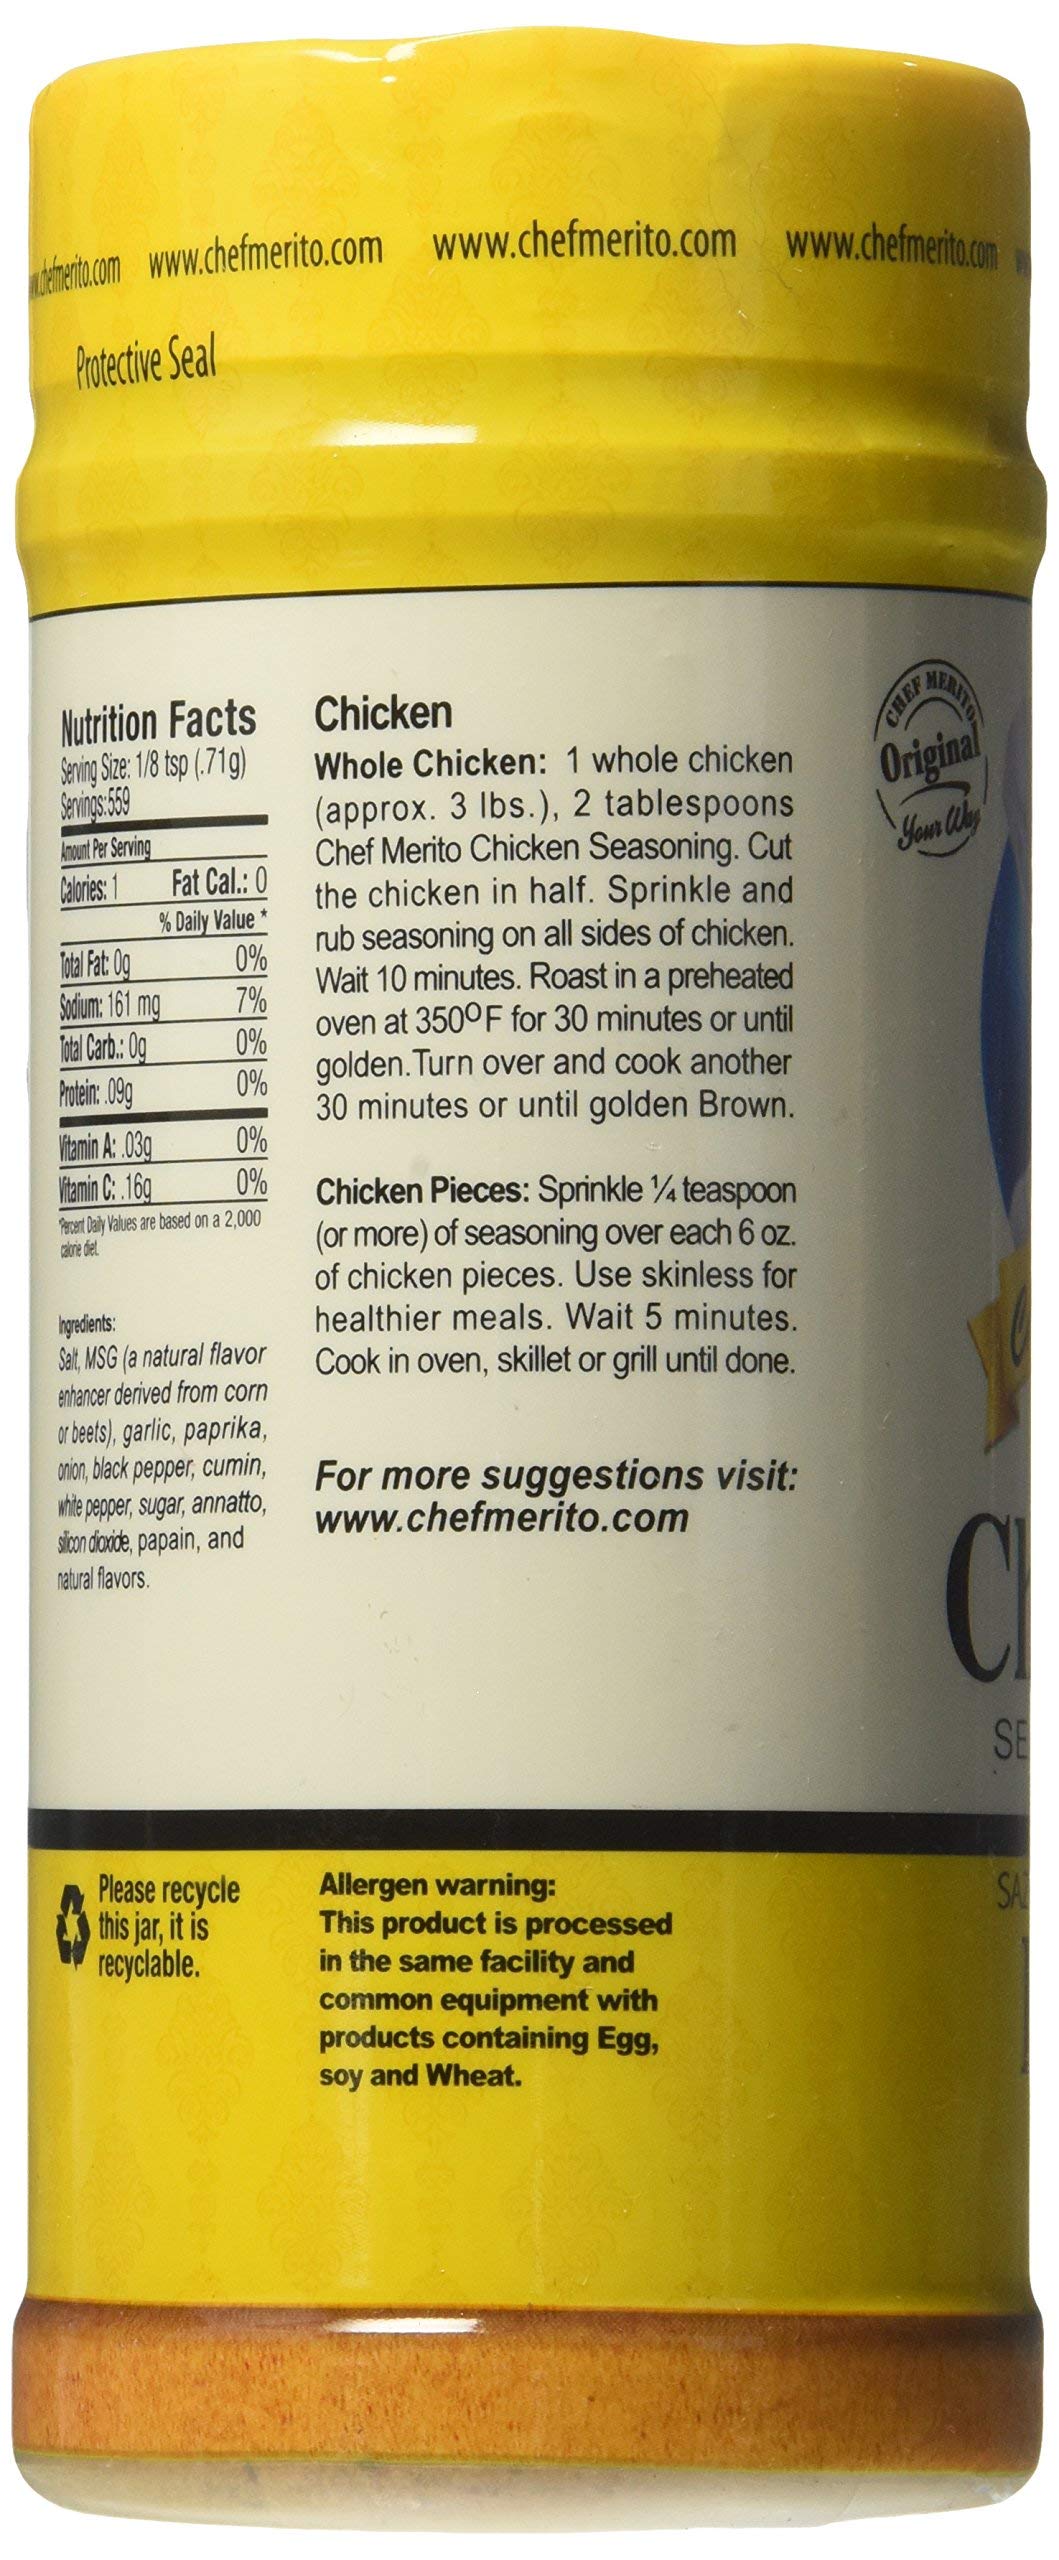 www.chefmerito.com www.chefmerito.com www.chefmerito.com
Protective Seal
Nutrition Facts
Serving Size: 1/8 tsp (.71g)
Servings:559
Amount Per Serving
Calories: 1 Fat Cal.: 0
% Daily Value *
Total Fat: 0g 0%
Sodium: 161 mg 7%
Total Carb.: 0g 0%
Protein: .09g 0%
Vitamin A: .03g 0%
Vitamin C: .16g 0%
*Percent Daily Values are based on a 2,000
calorie diet.
Ingredients:
Salt, MSG (a natural flavor
enhancer derived from corn
or beets), garlic, paprika,
onion, black pepper, cumin,
white pepper, sugar, annatto,
silicon dioxide, papain, and
natural flavors.
Chicken
Whole Chicken: 1 whole chicken
(approx. 3 lbs.), 2 tablespoons
Chef Merito Chicken Seasoning. Cut
the chicken in half. Sprinkle and
rub seasoning on all sides of chicken.
Wait 10 minutes. Roast in a preheated
oven at 350ºF for 30 minutes or until
golden.Turn over and cook another
30 minutes or until golden Brown.
Chicken Pieces: Sprinkle ¼ teaspoon
(or more) of seasoning over each 6 oz.
of chicken pieces. Use skinless for
healthier meals. Wait 5 minutes.
Cook in oven, skillet or grill until done.
For more suggestions visit:
www.chefmerito.com
CHEF MERITO
Original
Your Way
Please recycle
this jar, it is
recyclable.
Allergen warning:
This product is processed
in the same facility and
common equipment with
products containing Egg,
soy and Wheat.